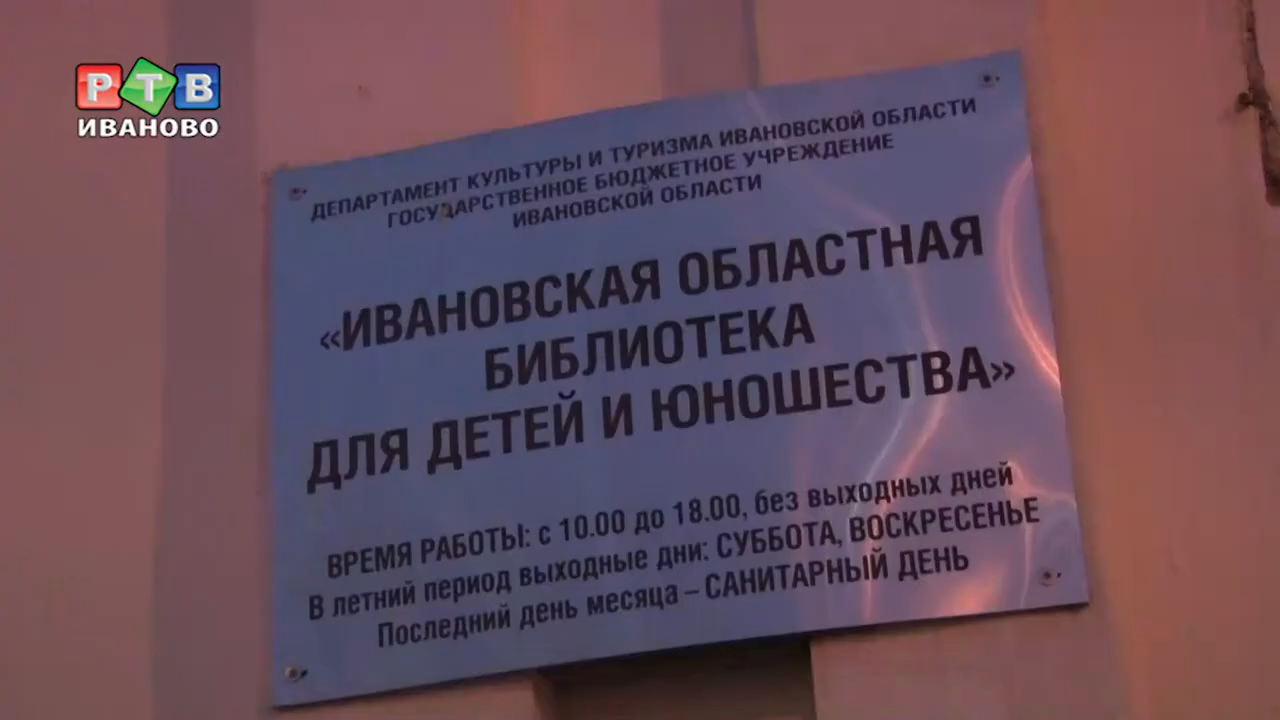 РТВ
ИВАНОВО
ДЕПАРТАМЕНТ КУЛЬТУРЫ И ТУРИЗМА ИВАНОВСКОЙ ОБЛАСТИ
ГОСУДАРСТВЕННОЕ БЮДЖЕТНОЕ УЧРЕЖДЕНИЕ
ИВАНОВСКОЙ ОБЛАСТИ
«ИВАНОВСКАЯ ОБЛАСТНАЯ
БИБЛИОТЕКА
ДЛЯ ДЕТЕЙ И ЮНОШЕСТВА»
ВРЕМЯ РАБОТЫ: с 10.00 до 18.00, без выходных дней
В летний период выходные дни: СУББОТА, ВОСКРЕСЕНЬЕ
Последний день месяца – САНИТАРНЫЙ ДЕНЬ